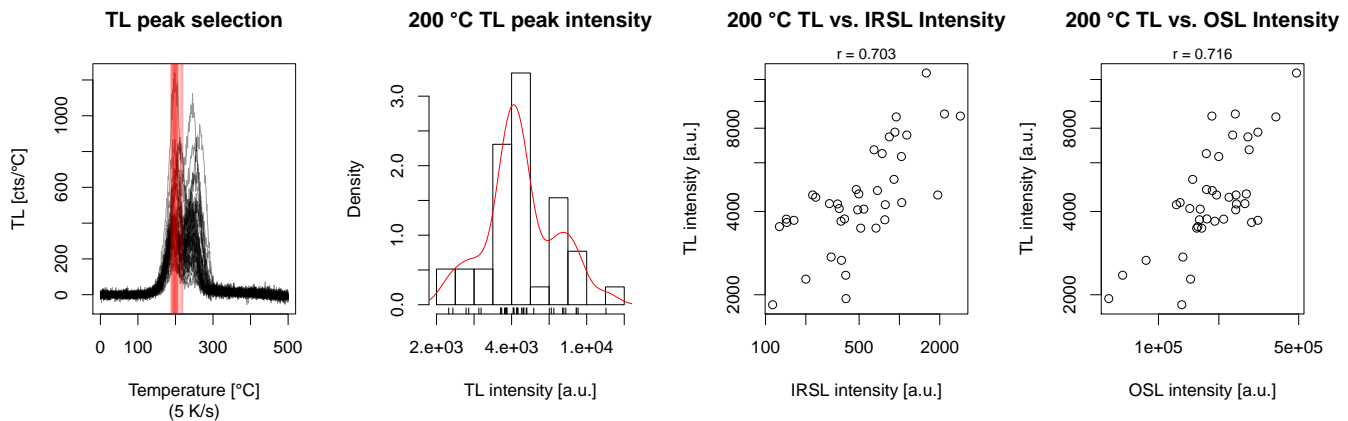 TL peak selection
TL [cts/°C]
0
200
400
600
800
1000
0
100
300
500
Temperature [°C]
(5 K/s)
200 °C TL peak intensity
Density
0.0
1.0
2.0
3.0
2.e+03
4.e+03
1.e+04
TL intensity [a.u.]
200 °C TL vs. IRSL Intensity
r = 0.703
TL intensity [a.u.]
2000
4000
8000
100
500
2000
IRSL intensity [a.u.]
200 °C TL vs. OSL Intensity
r = 0.716
TL intensity [a.u.]
2000
4000
8000
1e+05
5e+05
OSL intensity [a.u.]